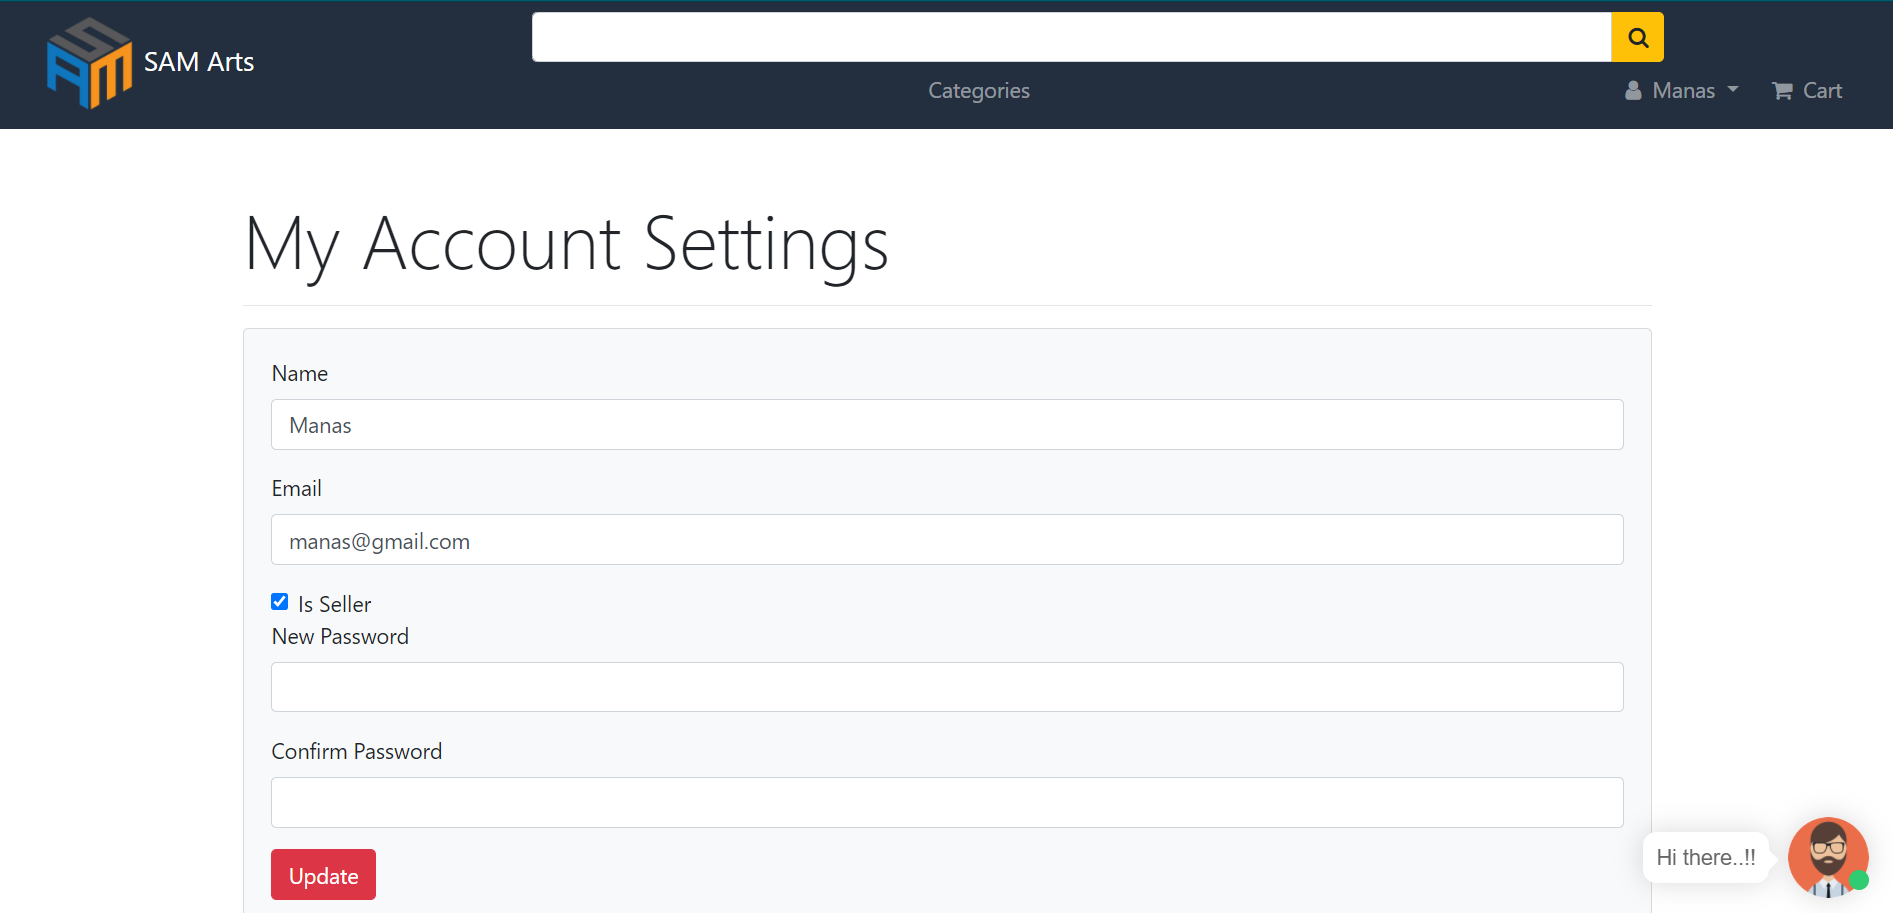 SAM
SAM Arts
Categories
Manas
Cart
My Account Settings
Name
Manas
Email
manas@gmail.com
Is Seller
New Password
Confirm Password
Update
Hi there..!!